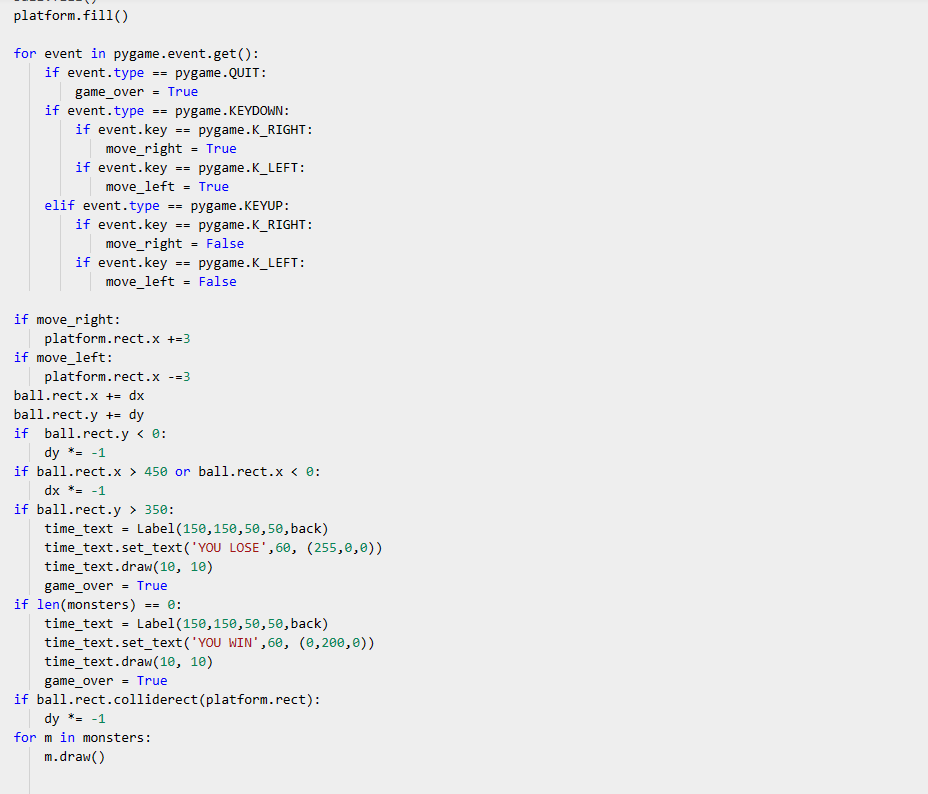 platform.fill()
for event in pygame.event.get():
    if event.type == pygame.QUIT:
        game_over = True
    if event.type == pygame.KEYDOWN:
        if event.key == pygame.K_RIGHT:
            move_right = True
        if event.key == pygame.K_LEFT:
            move_left = True
    elif event.type == pygame.KEYUP:
        if event.key == pygame.K_RIGHT:
            move_right = False
        if event.key == pygame.K_LEFT:
            move_left = False
if move_right:
    platform.rect.x +=3
if move_left:
    platform.rect.x -=3
ball.rect.x += dx
ball.rect.y += dy
if  ball.rect.y < 0:
    dy *= -1
if ball.rect.x > 450 or ball.rect.x < 0:
    dx *= -1
if ball.rect.y > 350:
    time_text = Label(150,150,50,50,back)
    time_text.set_text('YOU LOSE',60, (255,0,0))
    time_text.draw(10, 10)
    game_over = True
if len(monsters) == 0:
    time_text = Label(150,150,50,50,back)
    time_text.set_text('YOU WIN',60, (0,200,0))
    time_text.draw(10, 10)
    game_over = True
if ball.rect.colliderect(platform.rect):
    dy *= -1
for m in monsters:
    m.draw()